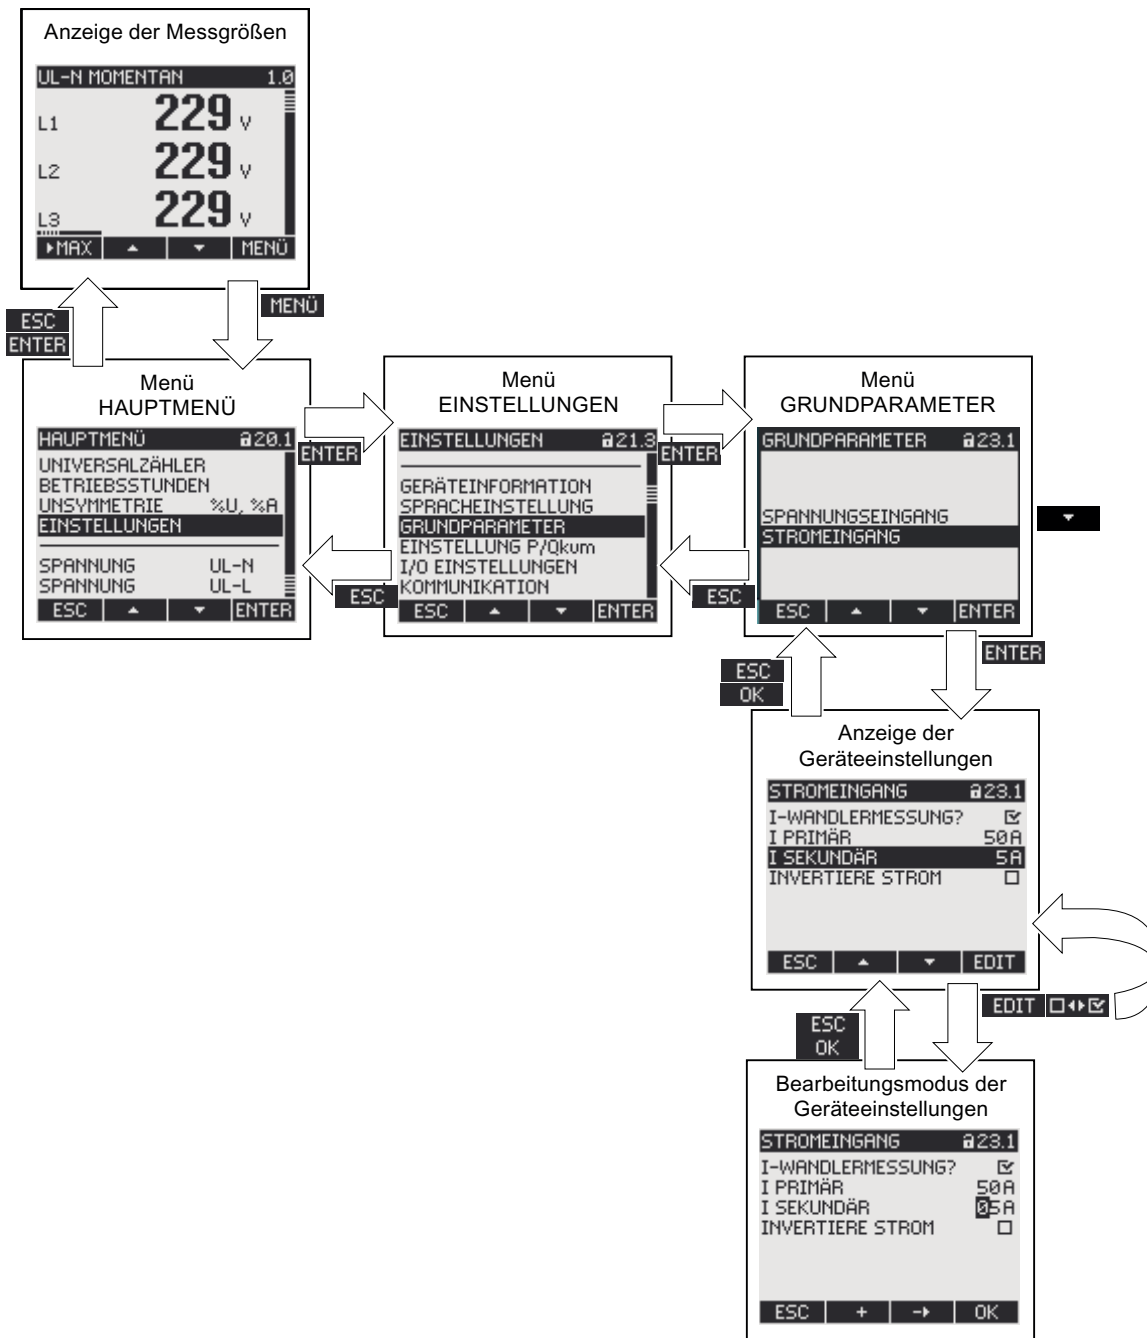 Anzeige der Messgrößen
UL-N MOMENTAN 1.0
L1 229 V
L2 229 V
L3 229 V
▸MAX ▲ ▼ MENÜ
ESC
ENTER
MENÜ
Menü
HAUPTMENÜ
HAUPTMENÜ 20.1
UNIVERSALZÄHLER
BETRIEBSSTUNDEN
UNSYMMETRIE %U, %A
EINSTELLUNGEN
SPANNUNG UL-N
SPANNUNG UL-L
ESC ▲ ▼ ENTER
ENTER
ESC
Menü
EINSTELLUNGEN
EINSTELLUNGEN 21.3
GERÄTEINFORMATION
SPRACHEINSTELLUNG
GRUNDPARAMETER
EINSTELLUNG P/Qkum
I/O EINSTELLUNGEN
KOMMUNIKATION
ESC ▲ ▼ ENTER
ENTER
ESC
Menü
GRUNDPARAMETER
GRUNDPARAMETER 23.1
SPANNUNGSEINGANG
STROMEINGANG
ESC ▲ ▼ ENTER
▼
ESC
OK
ENTER
Anzeige der
Geräteeinstellungen
STROMEINGANG 23.1
I-WANDLERMESSUNG? ☑
I PRIMÄR 50A
I SEKUNDÄR 5A
INVERTIERE STROM ☐
ESC ▲ ▼ EDIT
ESC
OK
EDIT ☐◂▸☑
Bearbeitungsmodus der
Geräteeinstellungen
STROMEINGANG 23.1
I-WANDLERMESSUNG? ☑
I PRIMÄR 50A
I SEKUNDÄR 05A
INVERTIERE STROM ☐
ESC + → OK